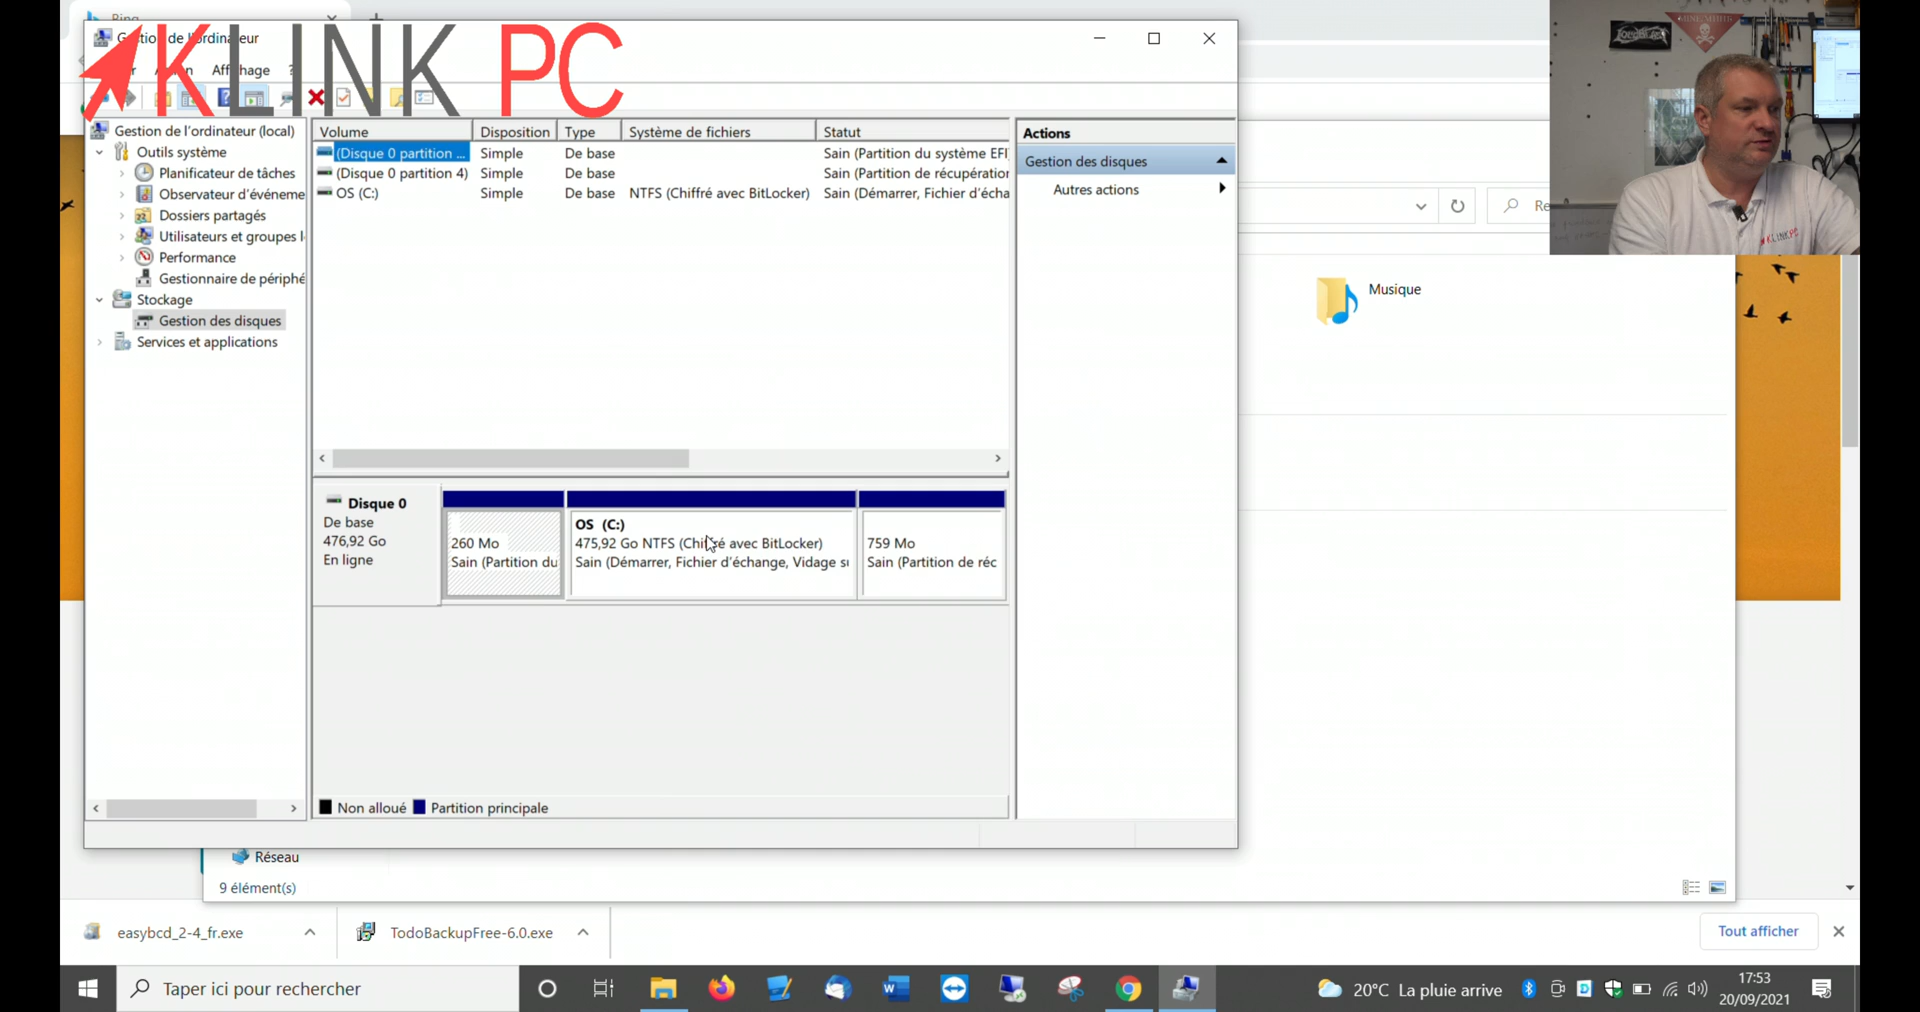 Bing
KLINK PC
Gestion de l'ordinateur
Affichage ?
Gestion de l'ordinateur (local)
Outils système
Planificateur de tâches
Observateur d'événeme
Dossiers partagés
Utilisateurs et groupes l
Performance
Gestionnaire de périphé
Stockage
Gestion des disques
Services et applications
Volume Disposition Type Système de fichiers Statut
(Disque 0 partition ... Simple De base Sain (Partition du système EFI
(Disque 0 partition 4) Simple De base Sain (Partition de récupération
OS (C:) Simple De base NTFS (Chiffré avec BitLocker) Sain (Démarrer, Fichier d'écha
Actions
Gestion des disques
Autres actions
Re
Musique
Disque 0
De base
476,92 Go
En ligne
260 Mo
Sain (Partition du
OS (C:)
475,92 Go NTFS (Chiffré avec BitLocker)
Sain (Démarrer, Fichier d'échange, Vidage su
759 Mo
Sain (Partition de réc
Non alloué Partition principale
Réseau
9 élément(s)
easybcd_2-4_fr.exe
TodoBackupFree-6.0.exe
Tout afficher
Taper ici pour rechercher
20°C La pluie arrive
17:53
20/09/2021
KLINK PC